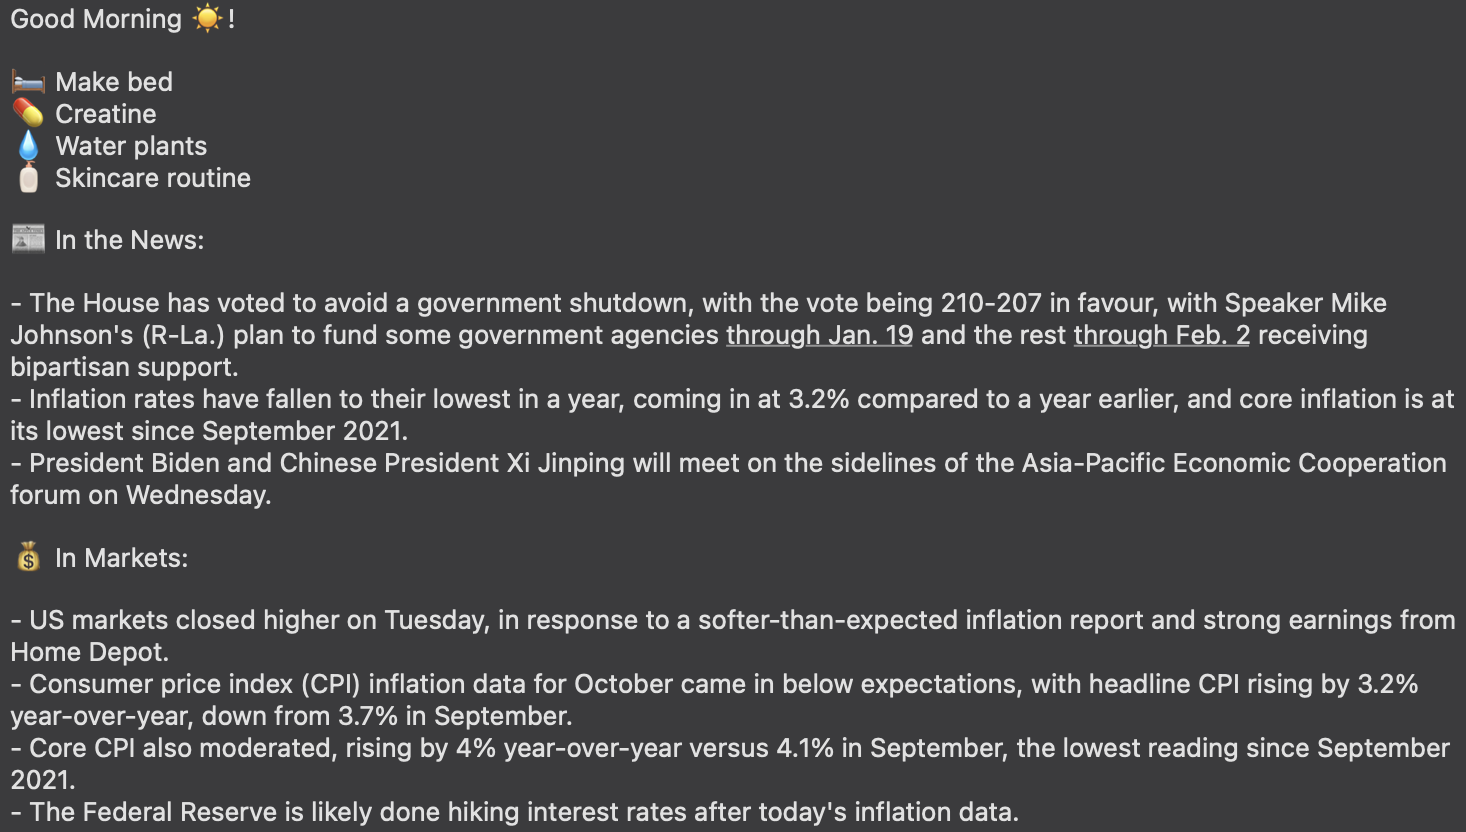 Good Morning ☀️!
🛏️ Make bed
💊 Creatine
💧 Water plants
🧴 Skincare routine
📰 In the News:
- The House has voted to avoid a government shutdown, with the vote being 210-207 in favour, with Speaker Mike
Johnson's (R-La.) plan to fund some government agencies through Jan. 19 and the rest through Feb. 2 receiving
bipartisan support.
- Inflation rates have fallen to their lowest in a year, coming in at 3.2% compared to a year earlier, and core inflation is at
its lowest since September 2021.
- President Biden and Chinese President Xi Jinping will meet on the sidelines of the Asia-Pacific Economic Cooperation
forum on Wednesday.
💰 In Markets:
- US markets closed higher on Tuesday, in response to a softer-than-expected inflation report and strong earnings from
Home Depot.
- Consumer price index (CPI) inflation data for October came in below expectations, with headline CPI rising by 3.2%
year-over-year, down from 3.7% in September.
- Core CPI also moderated, rising by 4% year-over-year versus 4.1% in September, the lowest reading since September
2021.
- The Federal Reserve is likely done hiking interest rates after today's inflation data.